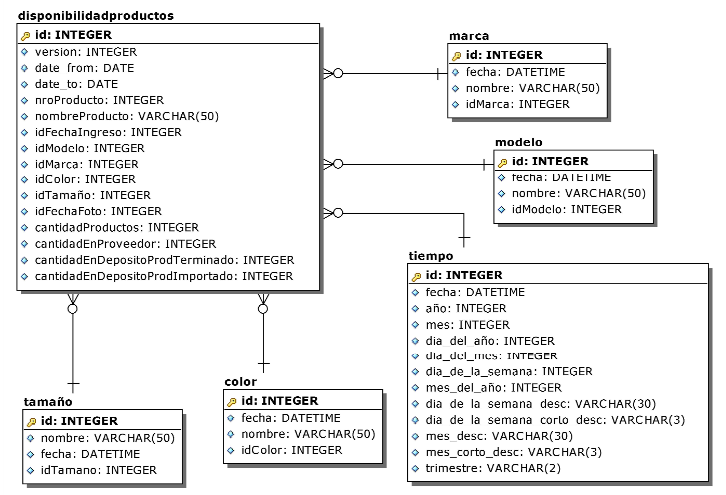 disponibilidadproductos
id: INTEGER
version: INTEGER
date_from: DATE
date_to: DATE
nroProducto: INTEGER
nombreProducto: VARCHAR(50)
idFechaIngreso: INTEGER
idModelo: INTEGER
idMarca: INTEGER
idColor: INTEGER
idTamaño: INTEGER
idFechaFoto: INTEGER
cantidadProductos: INTEGER
cantidadEnProveedor: INTEGER
cantidadEnDepositoProdTerminado: INTEGER
cantidadEnDepositoProdImportado: INTEGER
marca
id: INTEGER
fecha: DATETIME
nombre: VARCHAR(50)
idMarca: INTEGER
modelo
id: INTEGER
fecha: DATETIME
nombre: VARCHAR(50)
idModelo: INTEGER
tiempo
id: INTEGER
fecha: DATETIME
año: INTEGER
mes: INTEGER
dia_del_año: INTEGER
dia_del_mes: INTEGER
dia_de_la_semana: INTEGER
mes_del_año: INTEGER
dia_de_la_semana_desc: VARCHAR(30)
dia_de_la_semana_corto_desc: VARCHAR(3)
mes_desc: VARCHAR(30)
mes_corto_desc: VARCHAR(3)
trimestre: VARCHAR(2)
tamaño
id: INTEGER
nombre: VARCHAR(50)
fecha: DATETIME
idTamano: INTEGER
color
id: INTEGER
fecha: DATETIME
nombre: VARCHAR(50)
idColor: INTEGER